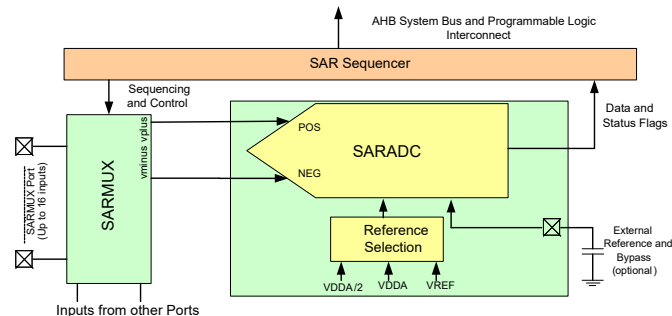 AHB System Bus and Programmable Logic
Interconnect
SAR Sequencer
Sequencing
and Control
Data and
Status Flags
vminus vplus
POS
NEG
SARADC
SARMUX
SARMUX Port
(Up to 16 inputs)
Reference
Selection
External
Reference and
Bypass
(optional)
VDDA/2
VDDA
VREF
Inputs from other Ports